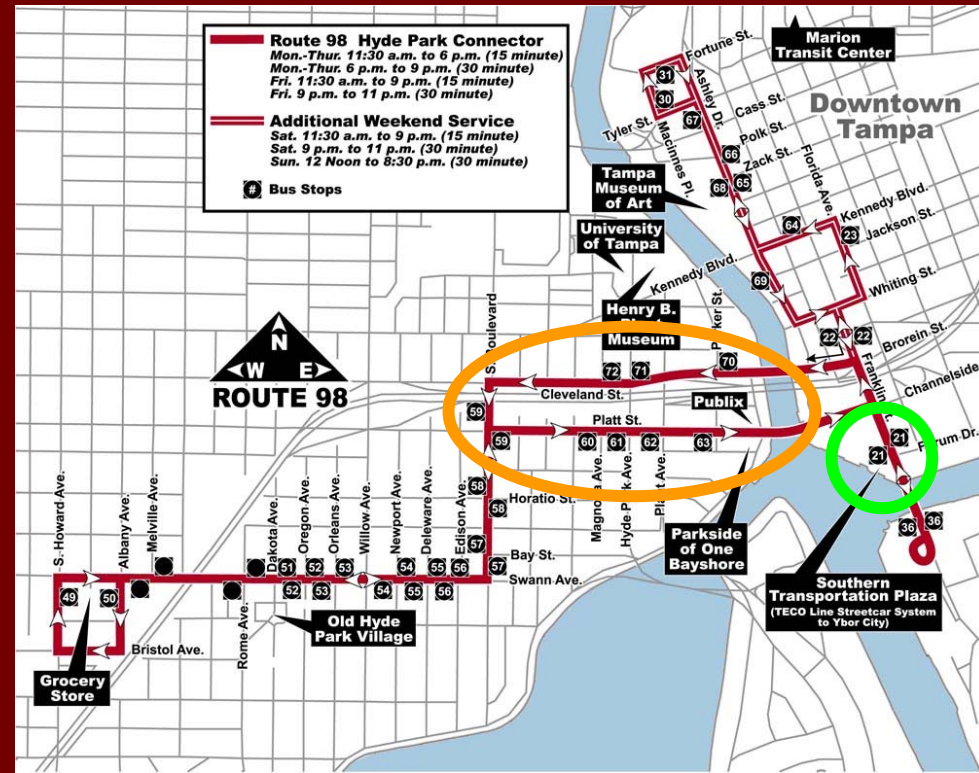 Route 98 Hyde Park Connector
Mon.-Thur. 11:30 a.m. to 6 p.m. (15 minute)
Mon.-Thur. 6 p.m. to 9 p.m. (30 minute)
Fri. 11:30 a.m. to 9 p.m. (15 minute)
Fri. 9 p.m. to 11 p.m. (30 minute)
Additional Weekend Service
Sat. 11:30 a.m. to 9 p.m. (15 minute)
Sat. 9 p.m. to 11 p.m. (30 minute)
Sun. 12 Noon to 8:30 p.m. (30 minute)
# Bus Stops
Marion
Transit Center
Fortune St.
31
30
Ashley Dr.
Cass St.
Downtown
Tampa
Tyler St.
67
Macinnes Pl.
Polk St.
66
Zack St.
65
68
Florida Ave.
Tampa
Museum
of Art
Kennedy Blvd.
64
23
Jackson St.
University
of Tampa
Kennedy Blvd.
69
Whiting St.
Henry B.
Museum
22
22
Brorein St.
S. Boulevard
N
W
E
ROUTE 98
72
71
70
Cleveland St.
Franklin St.
Channelside
Publix
59
Platt St.
59
60
61
62
63
21
21
Magnolia Ave.
Hyde Park Ave.
Plant Ave.
58
58
Horatio St.
57
57
Bay St.
Swann Ave.
Parkside
of One
Bayshore
36
36
Southern
Transportation Plaza
(TECO Line Streetcar System
to Ybor City)
S. Howard Ave.
Albany Ave.
Melville Ave.
Dakota Ave.
Oregon Ave.
Orleans Ave.
Willow Ave.
Newport Ave.
Deleware Ave.
Edison Ave.
51
52
53
54
55
56
49
50
52
53
54
55
56
Rome Ave.
Old Hyde
Park Village
Bristol Ave.
Grocery
Store